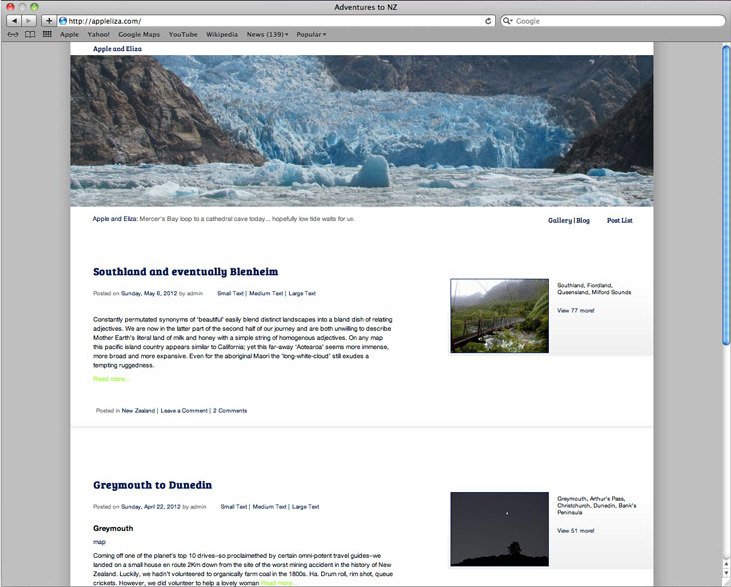 Adventures to NZ
http://appleliza.com/
Google
Apple Yahoo! Google Maps YouTube Wikipedia News (139) Popular
Apple and Eliza
Apple and Eliza: Mercer's Bay loop to a cathedral cave today... hopefully low tide waits for us.
Gallery | Blog Post List
Southland and eventually Blenheim
Posted on Sunday, May 6, 2012 by admin Small Text | Medium Text | Large Text
Constantly permutated synonyms of 'beautiful' easily blend distinct landscapes into a bland dish of relating
adjectives. We are now in the latter part of the second half of our journey and are both unwilling to describe
Mother Earth's literal land of milk and honey with a simple string of homogenous adjectives. On any map
this pacific island country appears similar to California; yet this far-away 'Aotearoa' seems more immense,
more broad and more expansive. Even for the aboriginal Maori the 'long-white-cloud' still exudes a
tempting ruggedness.
Read more...
Southland, Fiordland,
Queensland, Milford Sounds
View 77 more!
Posted in New Zealand | Leave a Comment | 2 Comments
Greymouth to Dunedin
Posted on Sunday, April 22, 2012 by admin Small Text | Medium Text | Large Text
Greymouth
map
Coming off one of the planet's top 10 drives–so proclaimethed by certain omni-potent travel guides–we
landed on a small house en route 2Km down from the site of the worst mining accident in the history of New
Zealand. Luckily, we hadn't volunteered to organically farm coal in the 1800s. Ha. Drum roll, rim shot, queue
crickets. However, we did volunteer to help a lovely woman Read more...
Greymouth, Arthur's Pass,
Christchurch, Dunedin, Bank's
Peninsula
View 51 more!